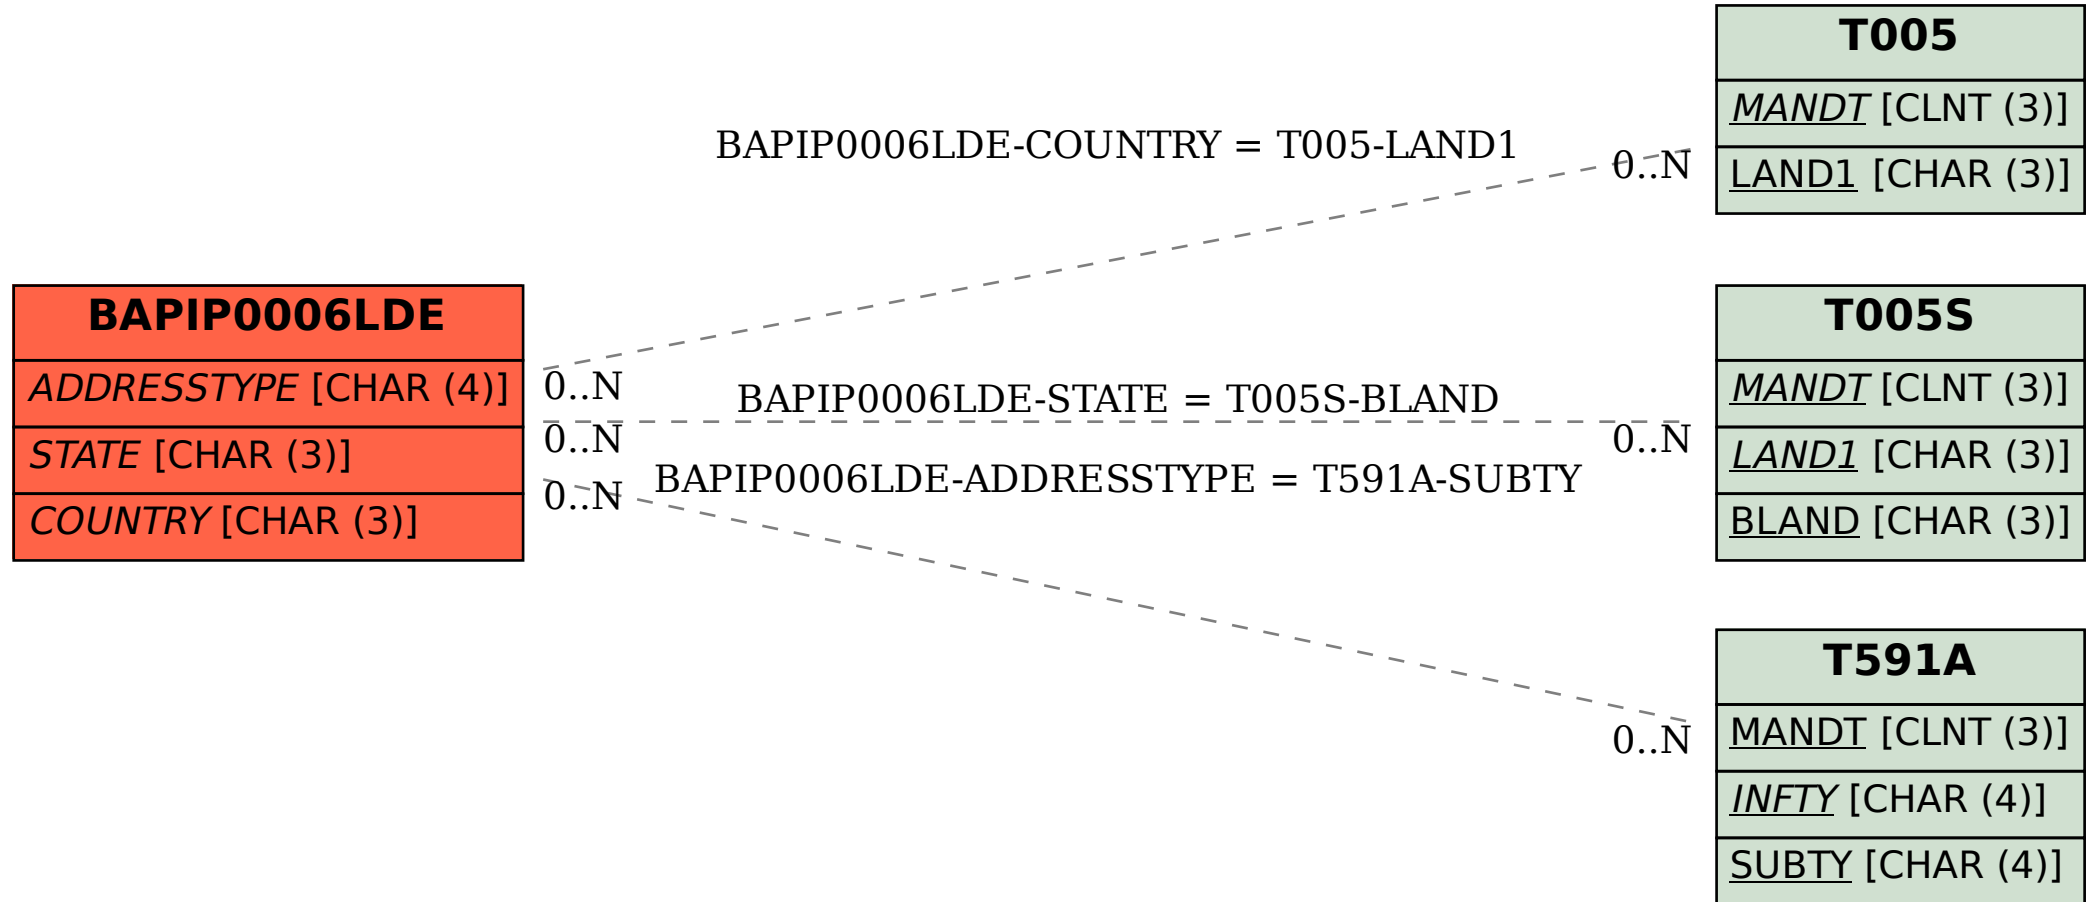 T005
MANDT [CLNT (3)]
LAND1 [CHAR (3)]
BAPIP0006LDE-COUNTRY = T005-LAND1
0..N
BAPIP0006LDE
ADDRESSTYPE [CHAR (4)]
STATE [CHAR (3)]
COUNTRY [CHAR (3)]
0..N
BAPIP0006LDE-STATE = T005S-BLAND
0..N
0..N
BAPIP0006LDE-ADDRESSTYPE = T591A-SUBTY
0..N
T005S
MANDT [CLNT (3)]
LAND1 [CHAR (3)]
BLAND [CHAR (3)]
0..N
T591A
MANDT [CLNT (3)]
INFTY [CHAR (4)]
SUBTY [CHAR (4)]